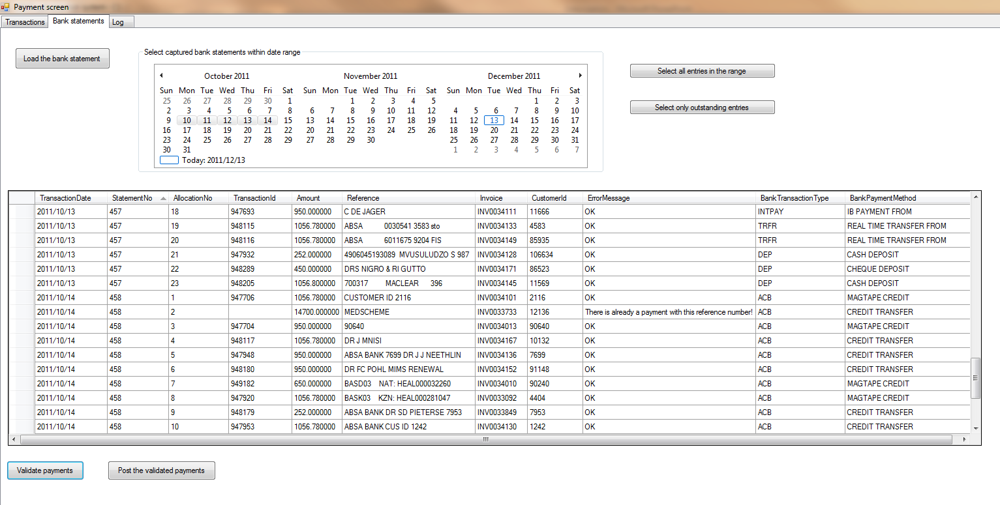 Payment screen
Transactions Bank statements Log
Load the bank statement
Select captured bank statements within date range
October 2011 November 2011 December 2011
Sun Mon Tue Wed Thu Fri Sat Sun Mon Tue Wed Thu Fri Sat Sun Mon Tue Wed Thu Fri Sat
25 26 27 28 29 30 1 1 2 3 4 5 1 2 3
2 3 4 5 6 7 8 6 7 8 9 10 11 12 4 5 6 7 8 9 10
9 10 11 12 13 14 15 13 14 15 16 17 18 19 11 12 13 14 15 16 17
16 17 18 19 20 21 22 20 21 22 23 24 25 26 18 19 20 21 22 23 24
23 24 25 26 27 28 29 27 28 29 30 25 26 27 28 29 30 31
30 31 1 2 3 4 5 6 7
Today: 2011/12/13
Select all entries in the range
Select only outstanding entries
TransactionDate StatementNo AllocationNo TransactionId Amount Reference Invoice CustomerId ErrorMessage BankTransactionType BankPaymentMethod
2011/10/13 457 18 947693 950.000000 C DE JAGER INV0034111 11666 OK INTPAY IB PAYMENT FROM
2011/10/13 457 19 948115 1056.780000 ABSA 0030541 3583 sto INV0034133 4583 OK TRFR REAL TIME TRANSFER FROM
2011/10/13 457 20 948116 1056.780000 ABSA 6011675 9204 FIS INV0034149 85935 OK TRFR REAL TIME TRANSFER FROM
2011/10/13 457 21 947932 252.000000 4906045193089 MVUSULUDZO S 987 INV0034128 106634 OK DEP CASH DEPOSIT
2011/10/13 457 22 948289 450.000000 DRS NIGRO & RI GUTTO INV0034171 86523 OK DEP CHEQUE DEPOSIT
2011/10/13 457 23 948205 1056.800000 700317 MACLEAR 396 INV0034145 11569 OK DEP CASH DEPOSIT
2011/10/14 458 1 947706 1056.780000 CUSTOMER ID 2116 INV0034101 2116 OK ACB MAGTAPE CREDIT
2011/10/14 458 2 14700.000000 MEDSCHEME INV0033733 12136 There is already a payment with this reference number! ACB CREDIT TRANSFER
2011/10/14 458 3 947704 950.000000 90640 INV0034013 90640 OK ACB MAGTAPE CREDIT
2011/10/14 458 4 948117 1056.780000 DR J MNISI INV0034167 10132 OK ACB CREDIT TRANSFER
2011/10/14 458 5 947948 950.000000 ABSA BANK 7699 DR J J NEETHLIN INV0034136 7699 OK ACB CREDIT TRANSFER
2011/10/14 458 6 948180 950.000000 DR FC POHL MIMS RENEWAL INV0034152 91148 OK ACB CREDIT TRANSFER
2011/10/14 458 7 949182 650.000000 BASD03 NAT: HEAL000032260 INV0034010 90240 OK ACB MAGTAPE CREDIT
2011/10/14 458 8 947920 1056.780000 BASK03 KZN: HEAL000281047 INV0033092 4404 OK ACB MAGTAPE CREDIT
2011/10/14 458 9 948179 252.000000 ABSA BANK DR SD PIETERSE 7953 INV0033849 7953 OK ACB CREDIT TRANSFER
2011/10/14 458 10 947953 1056.780000 ABSA BANK CUS ID 1242 INV0034130 1242 OK ACB CREDIT TRANSFER
Validate payments Post the validated payments